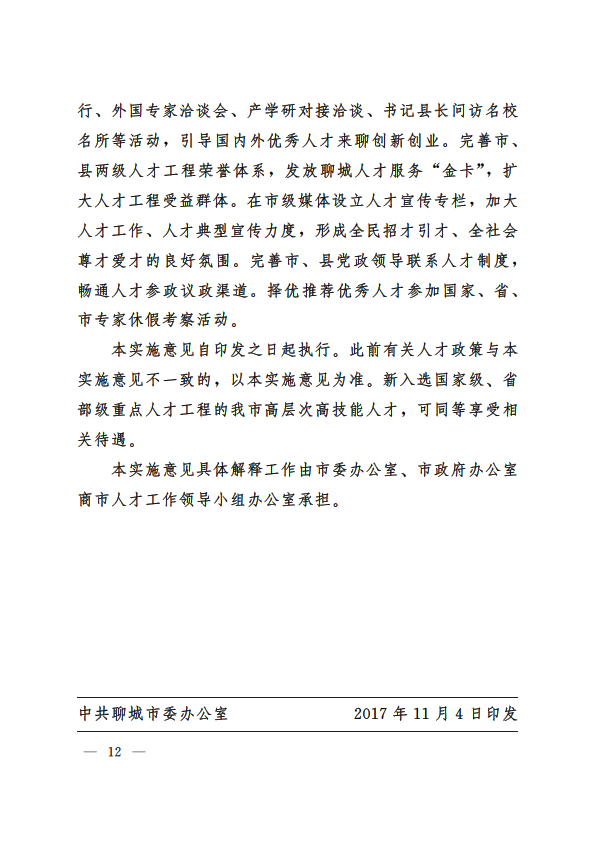 行、外国专家洽谈会、产学研对接洽谈、书记县长问访名校
名所等活动，引导国内外优秀人才来聊创新创业。完善市、
县两级人才工程荣誉体系，发放聊城人才服务“金卡”，扩
大人才工程受益群体。在市级媒体设立人才宣传专栏，加大
人才工作、人才典型宣传力度，形成全民招才引才、全社会
尊才爱才的良好氛围。完善市、县党政领导联系人才制度，
畅通人才参政议政渠道。择优推荐优秀人才参加国家、省、
市专家休假考察活动。
本实施意见自印发之日起执行。此前有关人才政策与本
实施意见不一致的，以本实施意见为准。新入选国家级、省
部级重点人才工程的我市高层次高技能人才，可同等享受相
关待遇。
本实施意见具体解释工作由市委办公室、市政府办公室
商市人才工作领导小组办公室承担。
中共聊城市委办公室 2017 年 11 月 4 日印发
— 12 —